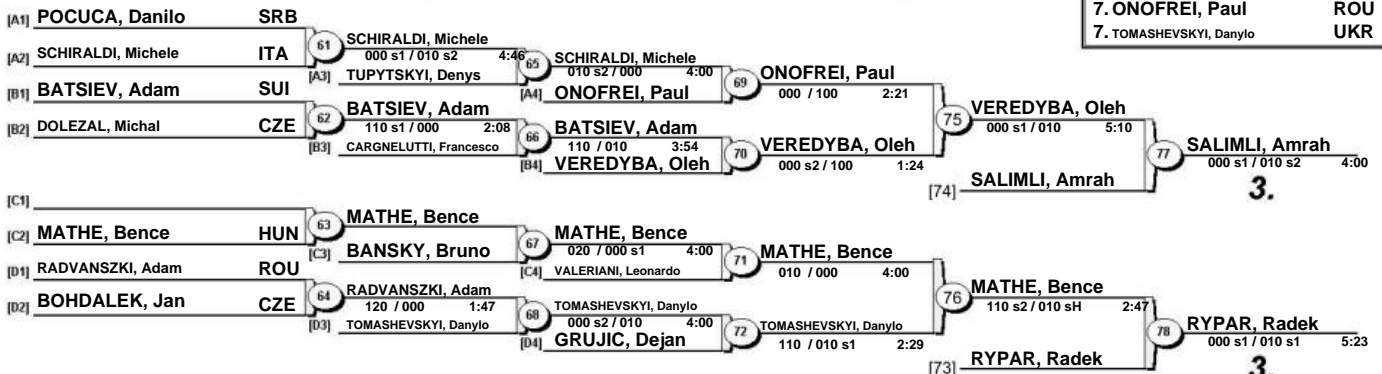 7. ONOFREI, Paul ROU
7. TOMASHEVSKYI, Danylo UKR
[A1] POCUCA, Danilo SRB
[A2] SCHIRALDI, Michele ITA
61 SCHIRALDI, Michele
000 s1 / 010 s2 4:46
[A3] TUPYTSKYI, Denys
65 SCHIRALDI, Michele
010 s2 / 000 4:00
[A4] ONOFREI, Paul
69 ONOFREI, Paul
000 / 100 2:21
[B1] BATSIEV, Adam SUI
[B2] DOLEZAL, Michal CZE
62 BATSIEV, Adam
110 s1 / 000 2:08
[B3] CARGNELUTTI, Francesco
66 BATSIEV, Adam
110 / 010 3:54
[B4] VEREDYBA, Oleh
70 VEREDYBA, Oleh
000 s2 / 100 1:24
75 VEREDYBA, Oleh
000 s1 / 010 5:10
[74] SALIMLI, Amrah
77 SALIMLI, Amrah
000 s1 / 010 s2 4:00
3.
[C1]
[C2] MATHE, Bence HUN
63 MATHE, Bence
[C3] BANSKY, Bruno
67 MATHE, Bence
020 / 000 s1 4:00
[C4] VALERIANI, Leonardo
71 MATHE, Bence
010 / 000 4:00
[D1] RADVANSZKI, Adam ROU
[D2] BOHDALEK, Jan CZE
64 RADVANSZKI, Adam
120 / 000 1:47
[D3] TOMASHEVSKYI, Danylo
68 TOMASHEVSKYI, Danylo
000 s2 / 010 4:00
[D4] GRUJIC, Dejan
72 TOMASHEVSKYI, Danylo
110 / 010 s1 2:29
76 MATHE, Bence
110 s2 / 010 sH 2:47
[73] RYPAR, Radek
78 RYPAR, Radek
000 s1 / 010 s1 5:23
3.